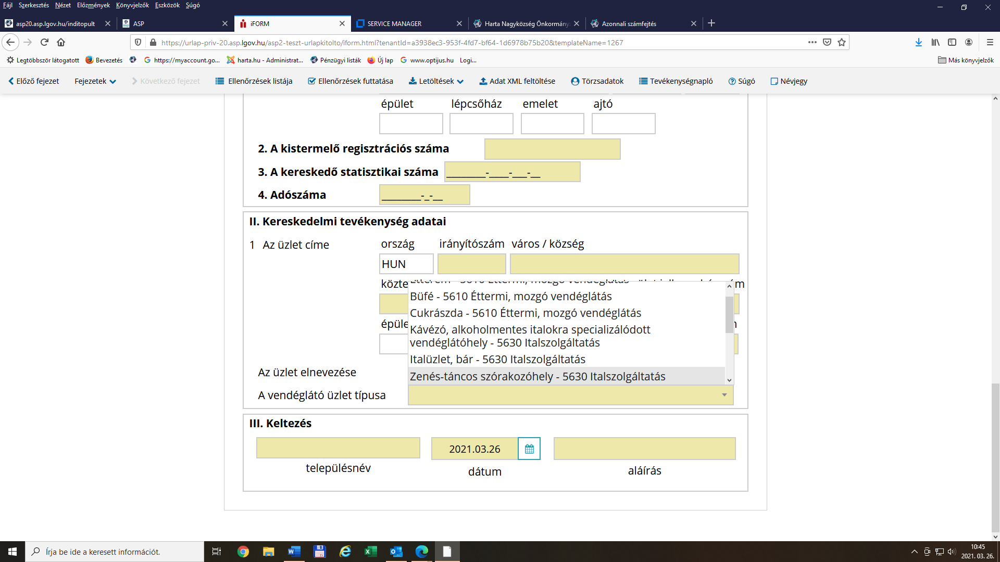 Fájl Szerkesztés Nézet Előzmények Könyvjelzők Eszközök Súgó
asp20.asp.lgov.hu/inditopult
ASP
iFORM
SERVICE MANAGER
Harta Nagyközség Önkormány
Azonnali számfejtés
https://urlap-priv-20.asp.lgov.hu/asp2-teszt-urlapkitolto/iform.html?tenantId=a3938ec3-953f-4fd7-bf64-1d6978b75b20&templateName=1267
Legtöbbször látogatott Bevezetés https://myaccount.go... harta.hu - Administrat... Pénzügyi listák Új lap www.optijus.hu Logi... Más könyvjelzők
Előző fejezet Fejezetek Következő fejezet Ellenőrzések listája Ellenőrzések futtatása Letöltések Adat XML feltöltése Törzsadatok Tevékenységnapló Súgó Névjegy
épület lépcsőház emelet ajtó
2. A kistermelő regisztrációs száma
3. A kereskedő statisztikai száma ________-____-___-__
4. Adószáma ________-_-__
II. Kereskedelmi tevékenység adatai
1 Az üzlet címe ország irányítószám város / község
HUN
közte
Étterem - 5610 Éttermi, mozgó vendéglátás
Büfé - 5610 Éttermi, mozgó vendéglátás
Cukrászda - 5610 Éttermi, mozgó vendéglátás
épüle
Kávézó, alkoholmentes italokra specializálódott
vendéglátóhely - 5630 Italszolgáltatás
Italüzlet, bár - 5630 Italszolgáltatás
Az üzlet elnevezése
Zenés-táncos szórakozóhely - 5630 Italszolgáltatás
A vendéglátó üzlet típusa
III. Keltezés
2021.03.26
településnév dátum aláírás
Írja be ide a keresett információt.
10:45
2021. 03. 26.